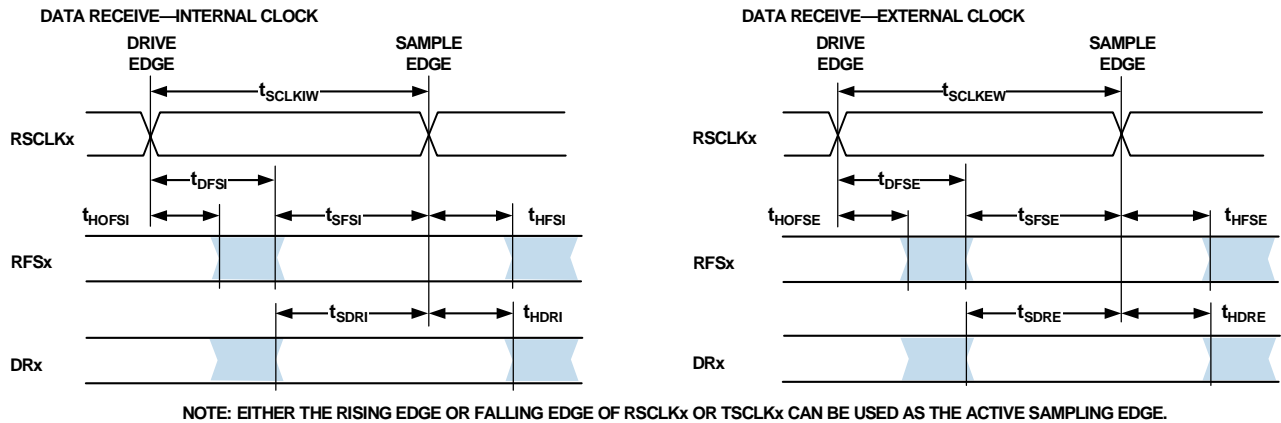 DATA RECEIVE—INTERNAL CLOCK
DRIVE EDGE
SAMPLE EDGE
tSCLKIW
RSCLKx
tDFSI
tHOFSI
tSFSI
tHFSI
RFSx
tSDRI
tHDRI
DRx
DATA RECEIVE—EXTERNAL CLOCK
DRIVE EDGE
SAMPLE EDGE
tSCLKEW
RSCLKx
tDFSE
tHOFSE
tSFSE
tHFSE
RFSx
tSDRE
tHDRE
DRx
NOTE: EITHER THE RISING EDGE OR FALLING EDGE OF RSCLKx OR TSCLKx CAN BE USED AS THE ACTIVE SAMPLING EDGE.